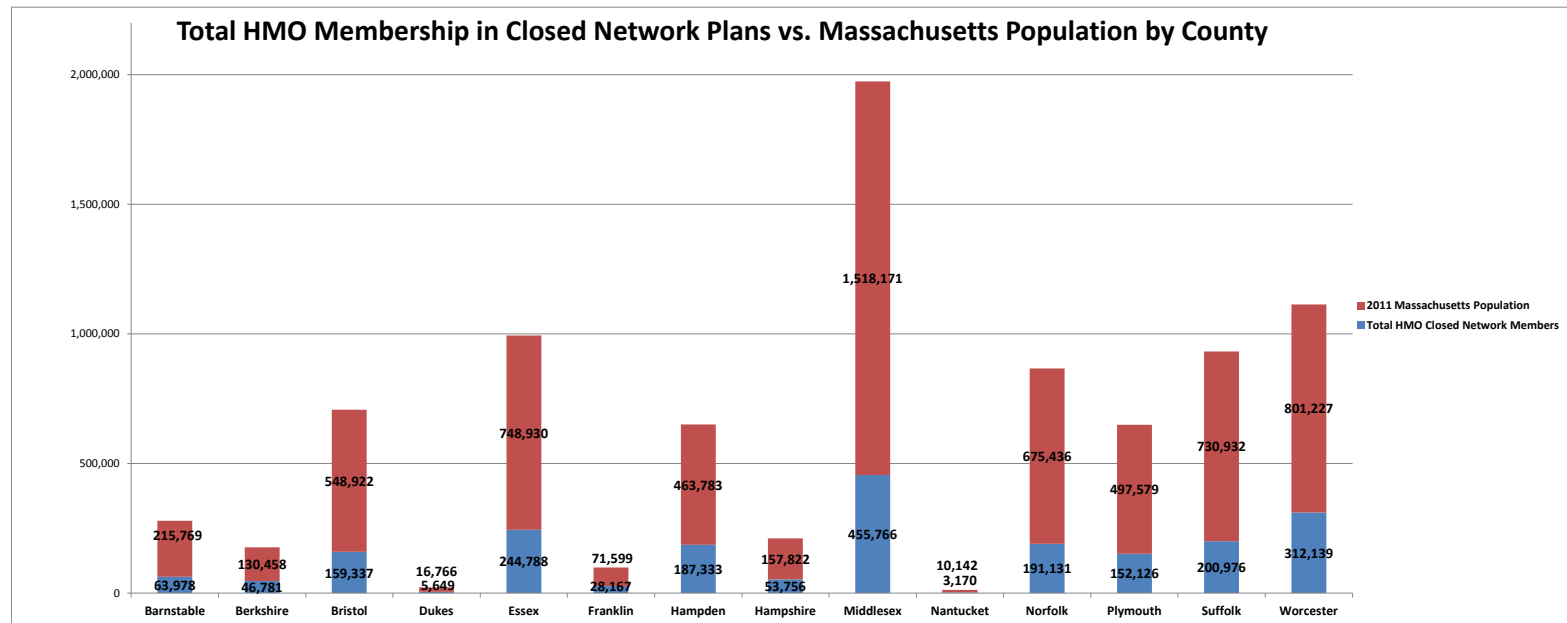 Total HMO Membership in Closed Network Plans vs. Massachusetts Population by County
2,000,000
1,500,000
1,000,000
500,000
0
215,769
130,458
548,922
16,766
748,930
71,599
463,783
157,822
1,518,171
10,142
675,436
497,579
730,932
801,227
63,978
46,781
159,337
5,649
244,788
28,167
187,333
53,756
455,766
3,170
191,131
152,126
200,976
312,139
Barnstable
Berkshire
Bristol
Dukes
Essex
Franklin
Hampden
Hampshire
Middlesex
Nantucket
Norfolk
Plymouth
Suffolk
Worcester
2011 Massachusetts Population
Total HMO Closed Network Members